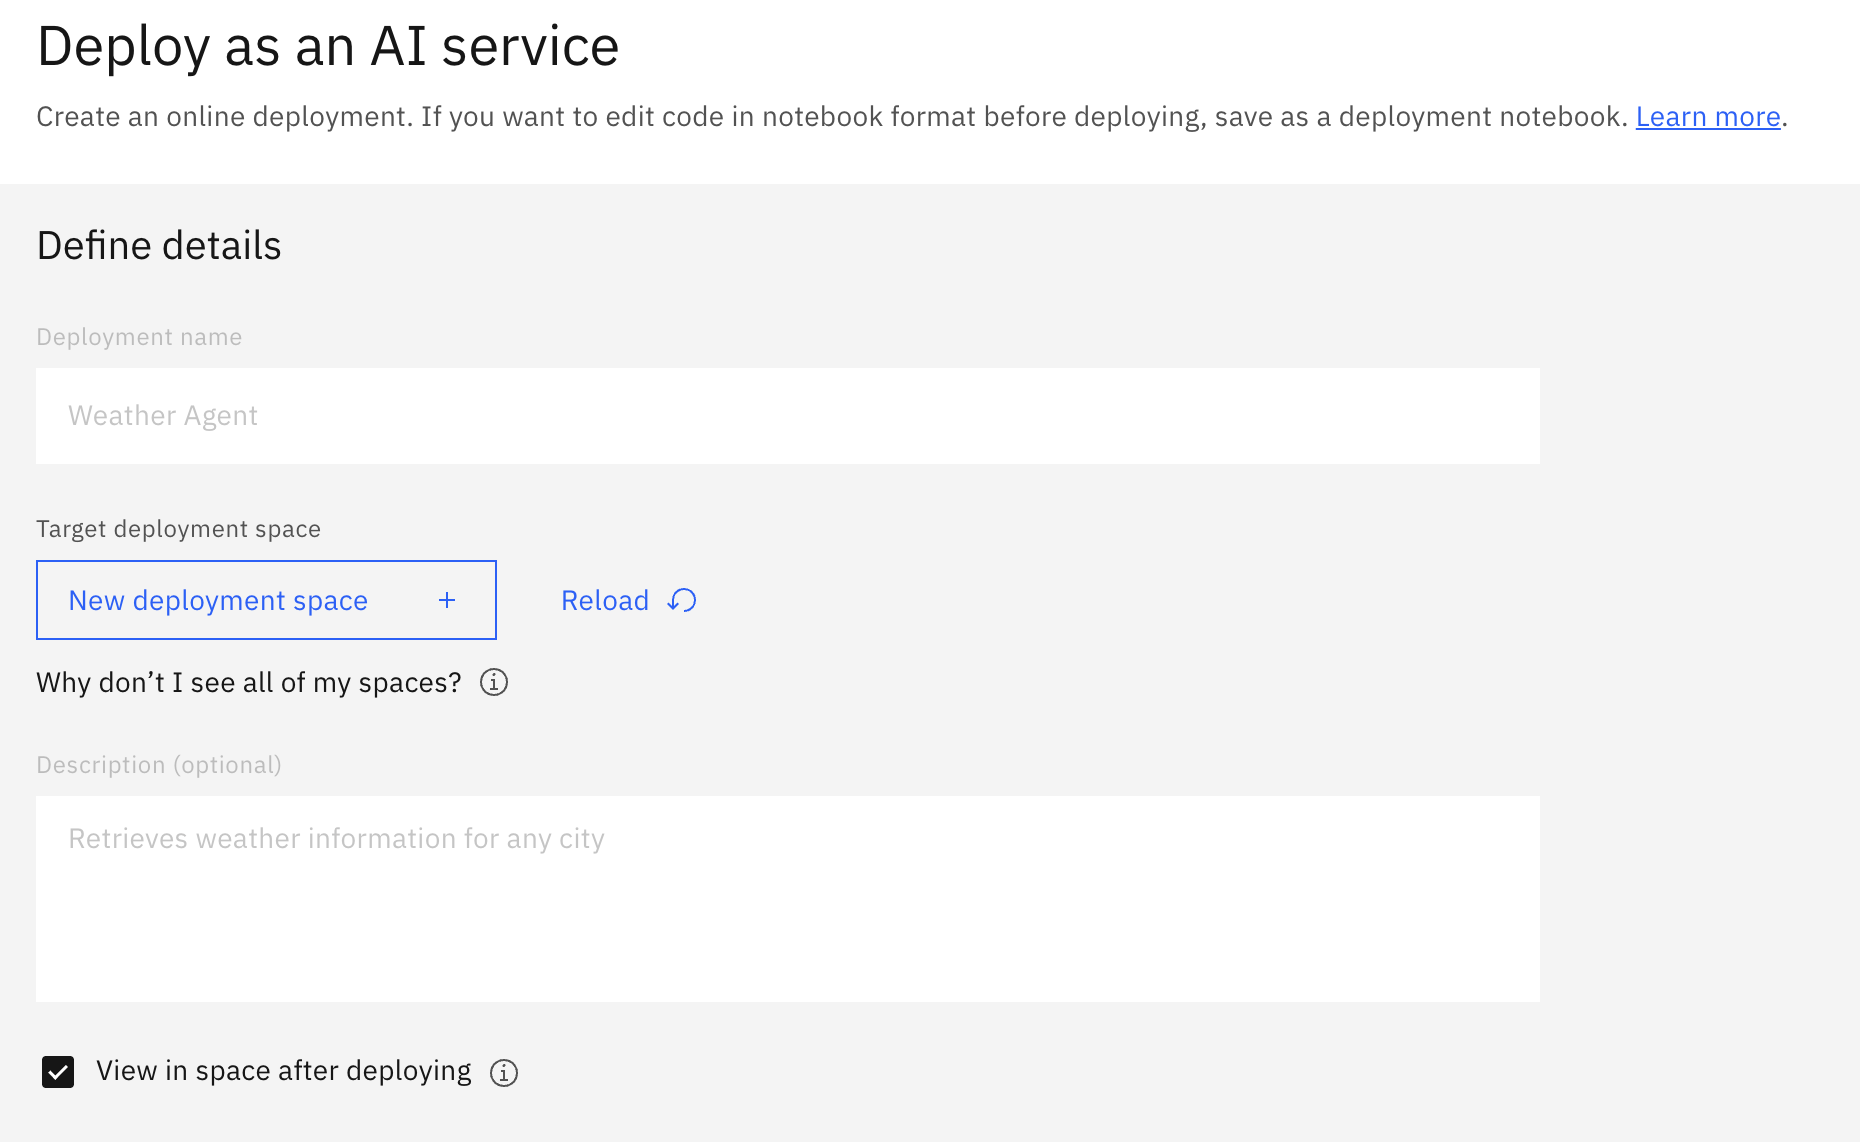 Deploy as an AI service
Create an online deployment. If you want to edit code in notebook format before deploying, save as a deployment notebook. Learn more.
Define details
Deployment name
Weather Agent
Target deployment space
New deployment space +
Reload
Why don’t I see all of my spaces?
Description (optional)
Retrieves weather information for any city
View in space after deploying